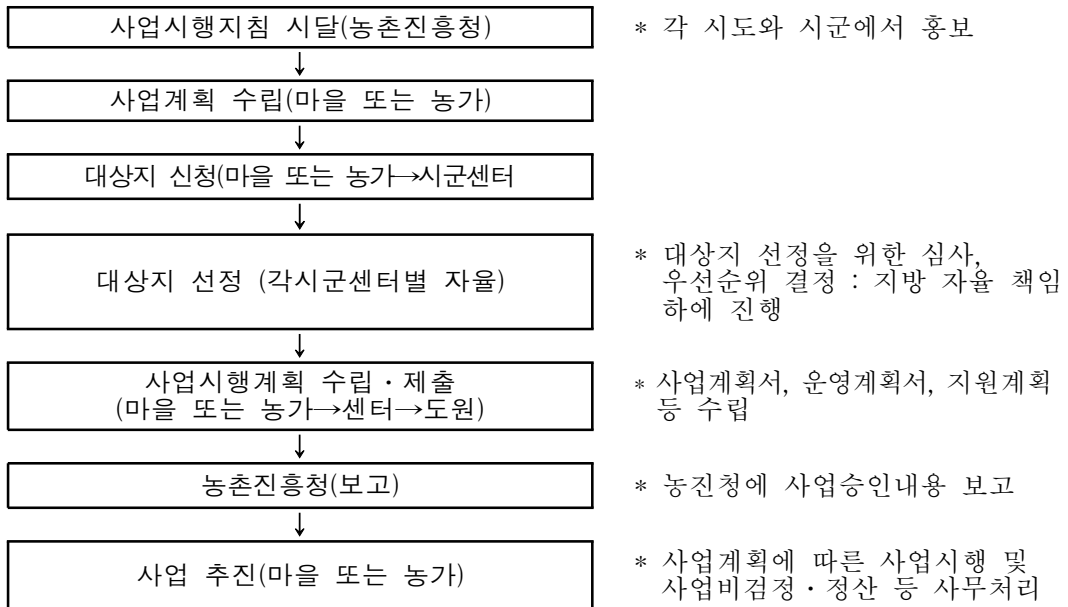 사업시행지침 시달(농촌진흥청)
* 각 시도와 시군에서 홍보
↓
사업계획 수립(마을 또는 농가)
↓
대상지 신청(마을 또는 농가→시군센터
↓
대상지 선정 (각시군센터별 자율)
* 대상지 선정을 위한 심사,
우선순위 결정 : 지방 자율 책임
하에 진행
↓
사업시행계획 수립·제출
(마을 또는 농가→센터→도원)
* 사업계획서, 운영계획서, 지원계획
등 수립
↓
농촌진흥청(보고)
* 농진청에 사업승인내용 보고
↓
사업 추진(마을 또는 농가)
* 사업계획에 따른 사업시행 및
사업비검정·정산 등 사무처리